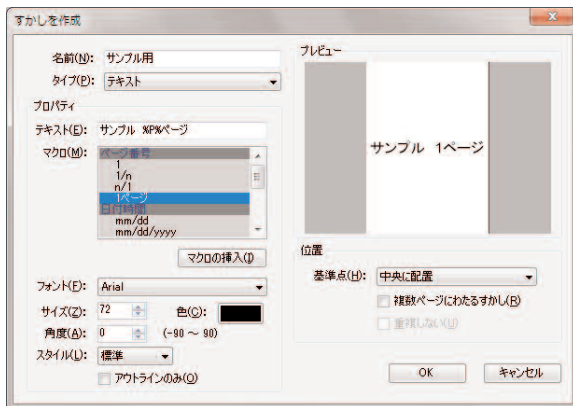 すかしを作成
名前(N): サンプル用
タイプ(P): テキスト
プロパティ
テキスト(E): サンプル %P%ページ
マクロ(M): ページ番号
1
1/n
n/1
1ページ
日付時間
mm/dd
mm/dd/yyyy
マクロの挿入(I)
フォント(F): Arial
サイズ(Z): 72 色(C):
角度(A): 0 (-90 ～ 90)
スタイル(L): 標準
アウトラインのみ(O)
プレビュー
サンプル 1ページ
位置
基準点(H): 中央に配置
複数ページにわたるすかし(R)
重複しない(U)
OK キャンセル